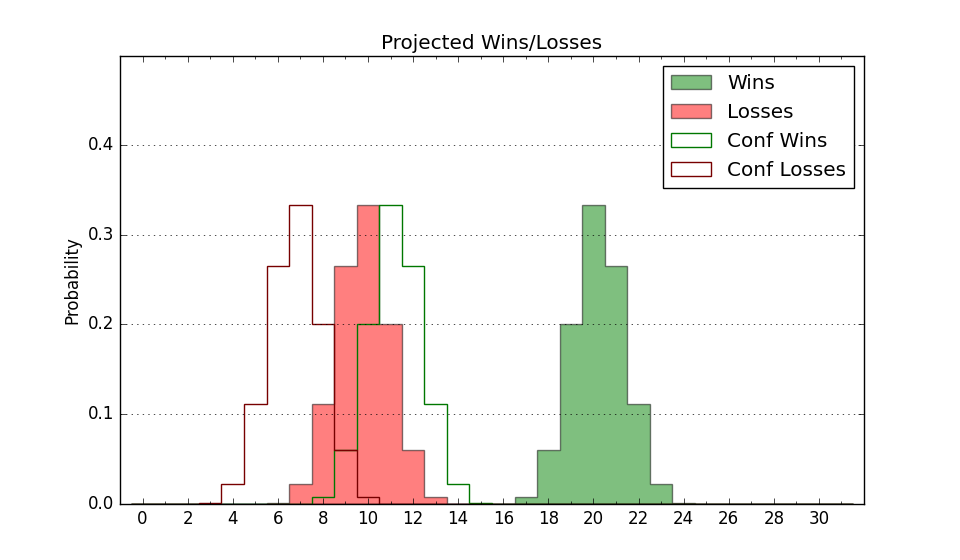 Projected Wins/Losses
Wins
Losses
Conf Wins
Conf Losses
Probability
0.4
0.3
0.2
0.1
0.0
0 2 4 6 8 10 12 14 16 18 20 22 24 26 28 30